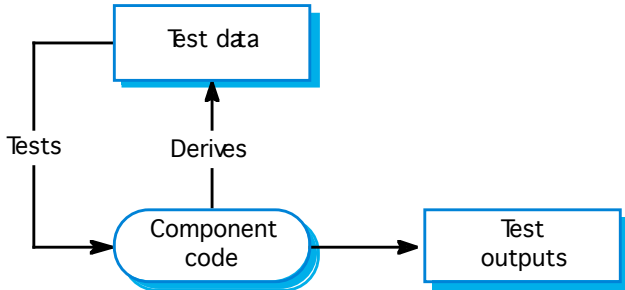 Test data
Tests
Derives
Component
code
Test
outputs